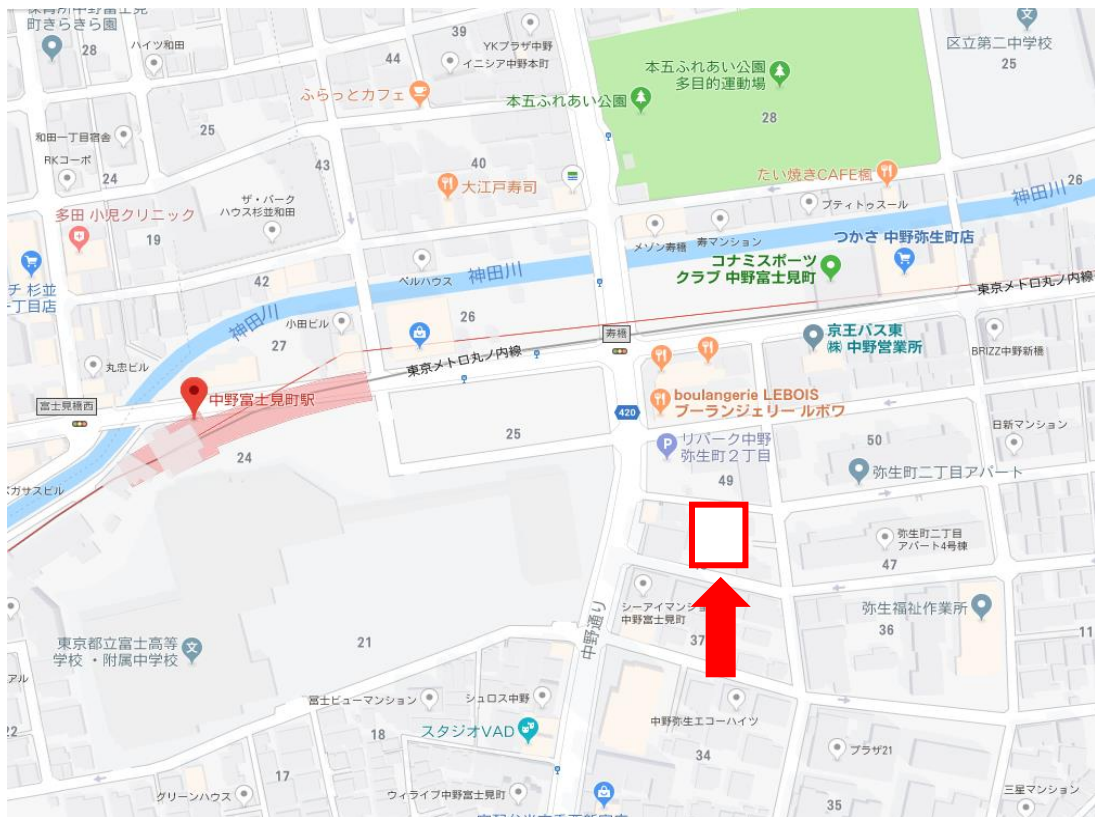 町きらきら園
28
ハイツ和田
39
YKプラザ中野
イニシア中野本町
44
ふらっとカフェ
本五ふれあい公園
多目的運動場
本五ふれあい公園
28
区立第二中学校
25
和田一丁目宿舎
25
RKコーポ
24
43
40
大江戸寿司
たい焼きCAFE楓
26
神田川
ザ・パーク
ハウス杉並和田
多田 小児クリニック
19
プティトゥスール
メゾン寿橋
寿マンション
つかさ 中野弥生町店
コナミスポーツ
クラブ 中野富士見町
チ 杉並
一丁目店
42
ベルハウス
神田川
東京メトロ丸ノ内線
神田川
小田ビル
27
26
寿橋
京王バス東
㈱ 中野営業所
BRIZZ中野新橋
丸忠ビル
東京メトロ丸ノ内線
中野富士見町駅
富士見橋西
boulangerie LEBOIS
ブーランジェリー ルボワ
420
24
25
リパーク中野
弥生町２丁目
50
日新マンション
弥生町二丁目アパート
49
ペガサスビル
弥生町二丁目
アパート4号棟
47
シーアイマンシ
中野富士見町
37
弥生福祉作業所
36
11
中野通り
東京都立富士高等
学校 ・附属中学校
21
アル
22
富士ビューマンション
シュロス中野
スタジオVAD
18
中野弥生エコーハイツ
34
プラザ21
17
グリーンハウス
ウィライブ中野富士見町
35
三星マンション